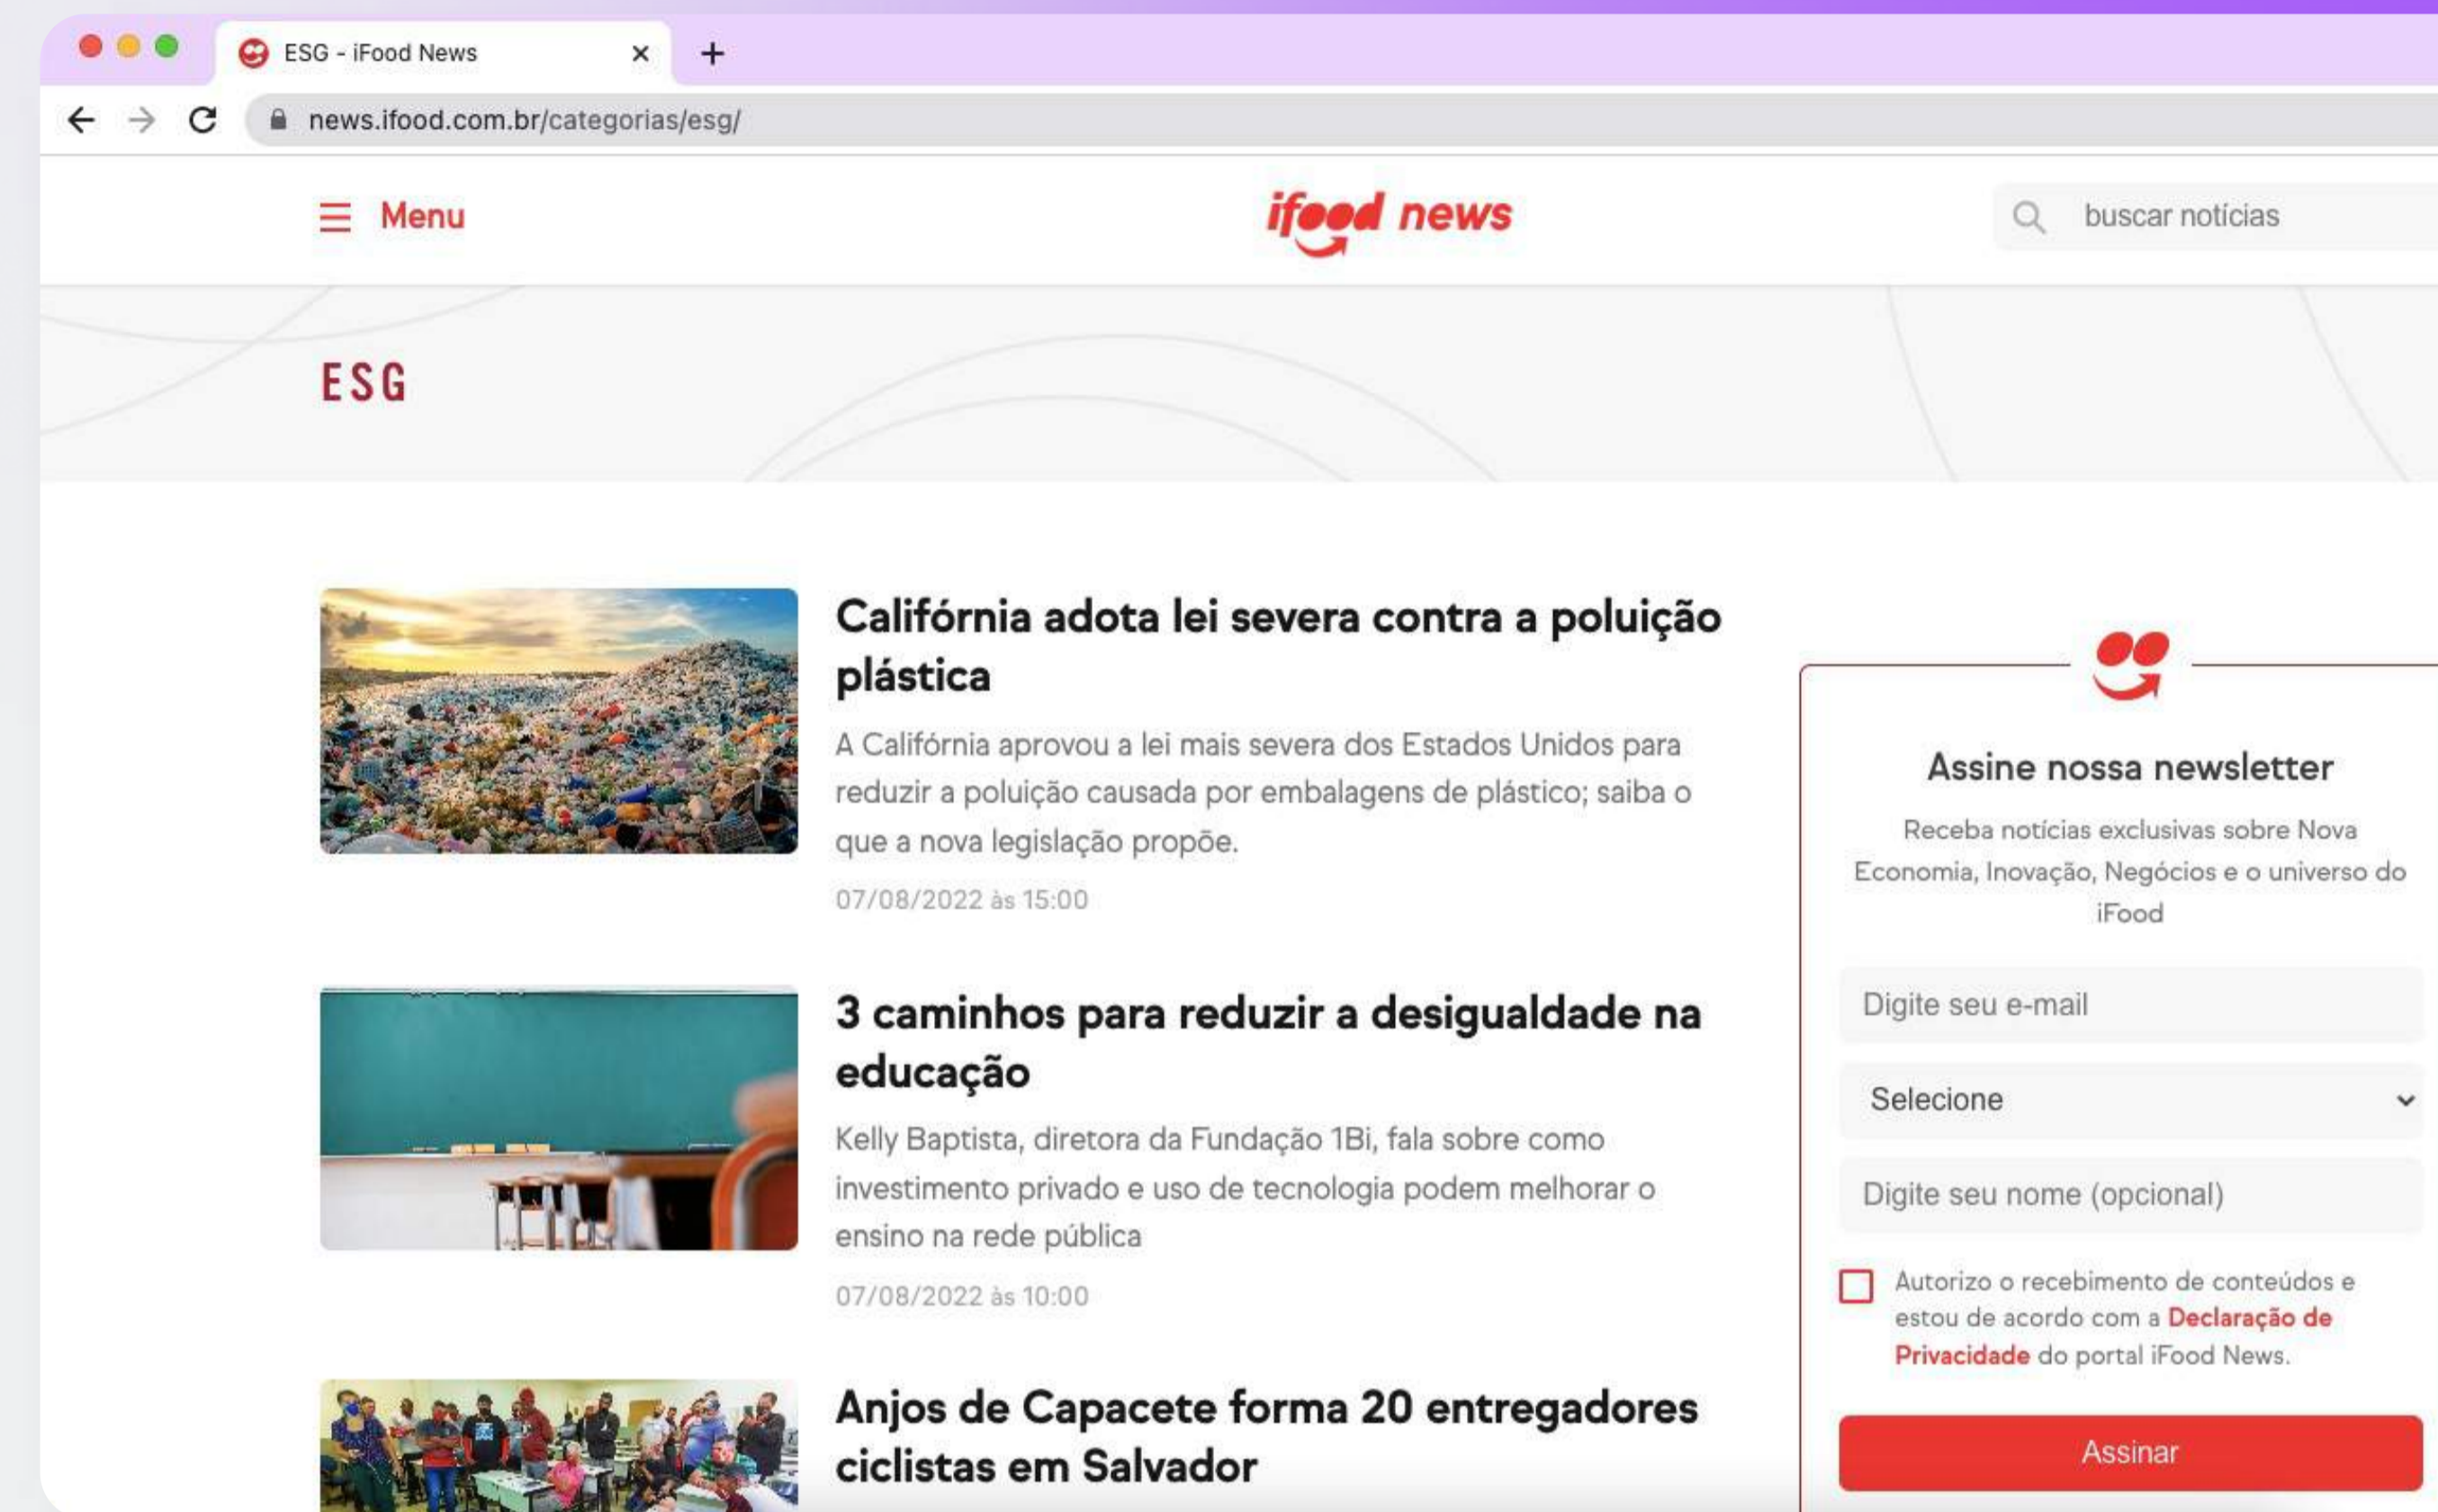 ESG - iFood News
news.ifood.com.br/categorias/esg/
Menu
ifood news
buscar notícias
ESG
Califórnia adota lei severa contra a poluição
plástica
A Califórnia aprovou a lei mais severa dos Estados Unidos para
reduzir a poluição causada por embalagens de plástico; saiba o
que a nova legislação propõe.
07/08/2022 às 15:00
3 caminhos para reduzir a desigualdade na
educação
Kelly Baptista, diretora da Fundação 1Bi, fala sobre como
investimento privado e uso de tecnologia podem melhorar o
ensino na rede pública
07/08/2022 às 10:00
Anjos de Capacete forma 20 entregadores
ciclistas em Salvador
Assine nossa newsletter
Receba notícias exclusivas sobre Nova
Economia, Inovação, Negócios e o universo do
iFood
Digite seu e-mail
Selecione
Digite seu nome (opcional)
Autorizo o recebimento de conteúdos e
estou de acordo com a Declaração de
Privacidade do portal iFood News.
Assinar